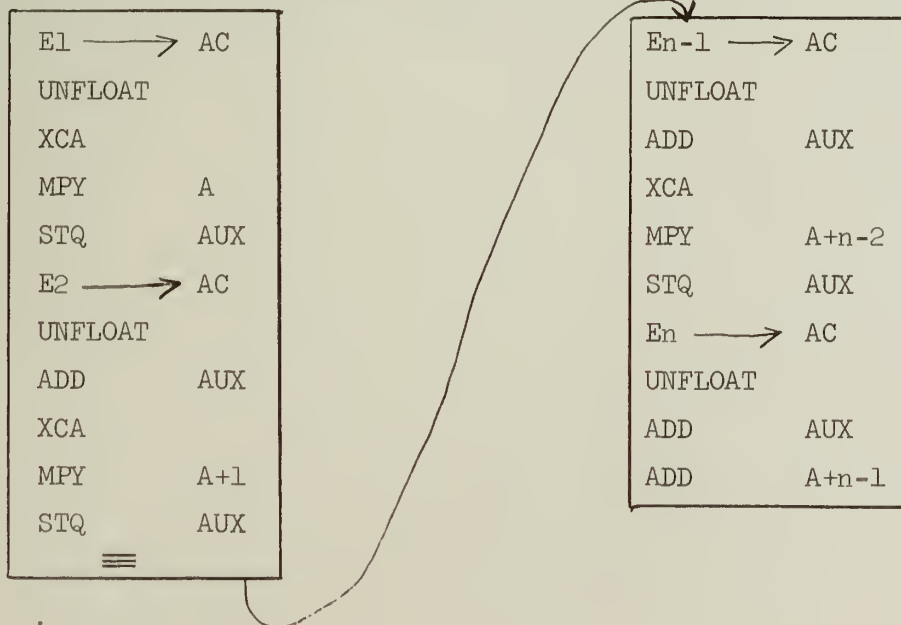 E1 → AC
UNFLOAT
XCA
MPY A
STQ AUX
E2 → AC
UNFLOAT
ADD AUX
XCA
MPY A+1
STQ AUX
En-1 → AC
UNFLOAT
ADD AUX
XCA
MPY A+n-2
STQ AUX
En → AC
UNFLOAT
ADD AUX
ADD A+n-1